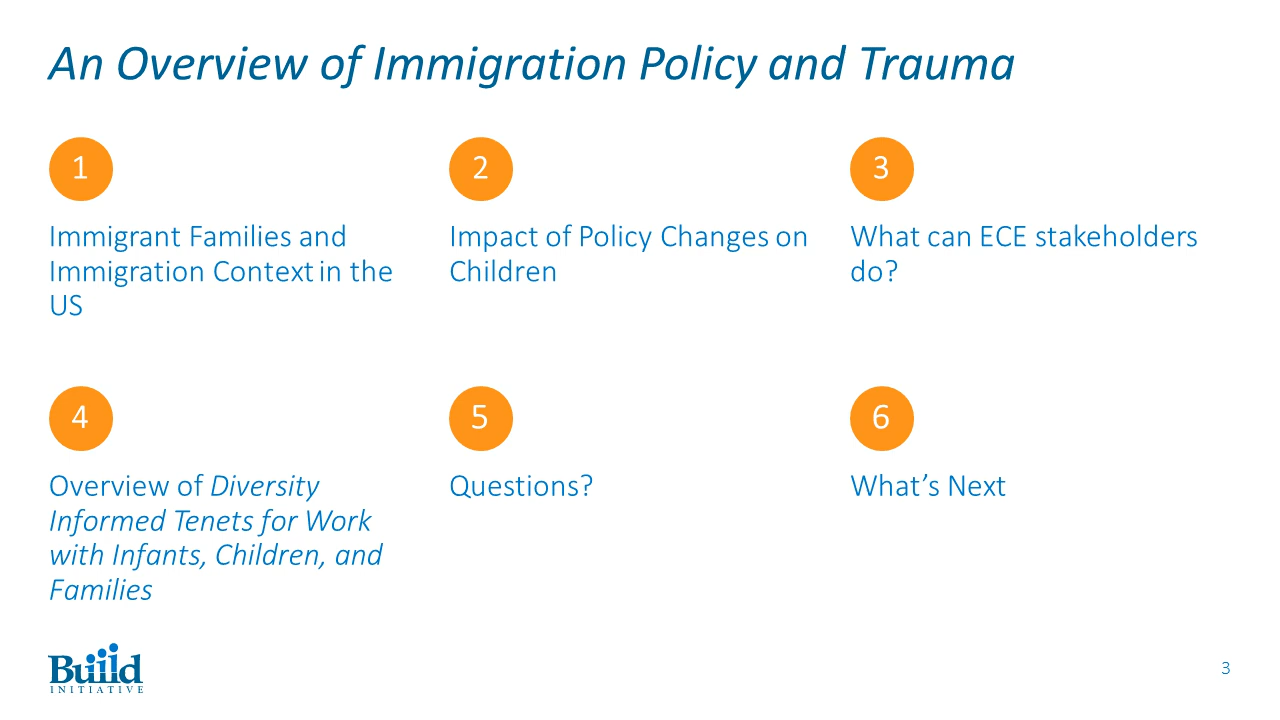 An Overview of Immigration Policy and Trauma
1
Immigrant Families and
Immigration Context in the
US
2
Impact of Policy Changes on
Children
3
What can ECE stakeholders
do?
4
Overview of Diversity
Informed Tenets for Work
with Infants, Children, and
Families
5
Questions?
6
What’s Next
Build
INITIATIVE
3